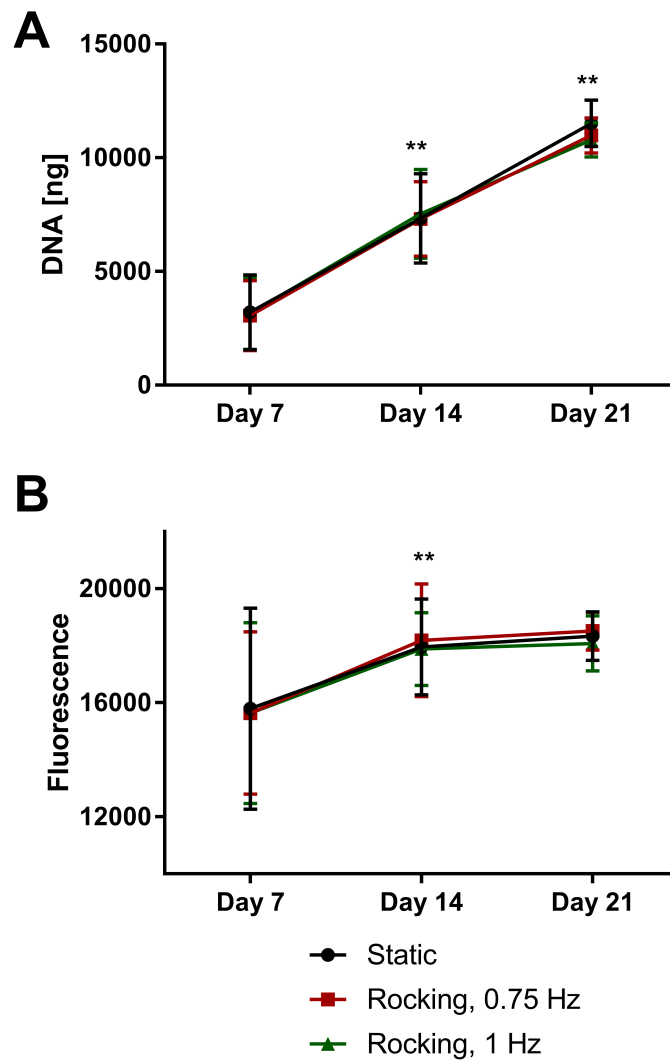 A
15000
**
**
10000
DNA [ng]
5000
0
Day 7 Day 14 Day 21
B
**
20000
Fluorescence
16000
12000
Day 7 Day 14 Day 21
Static
Rocking, 0.75 Hz
Rocking, 1 Hz